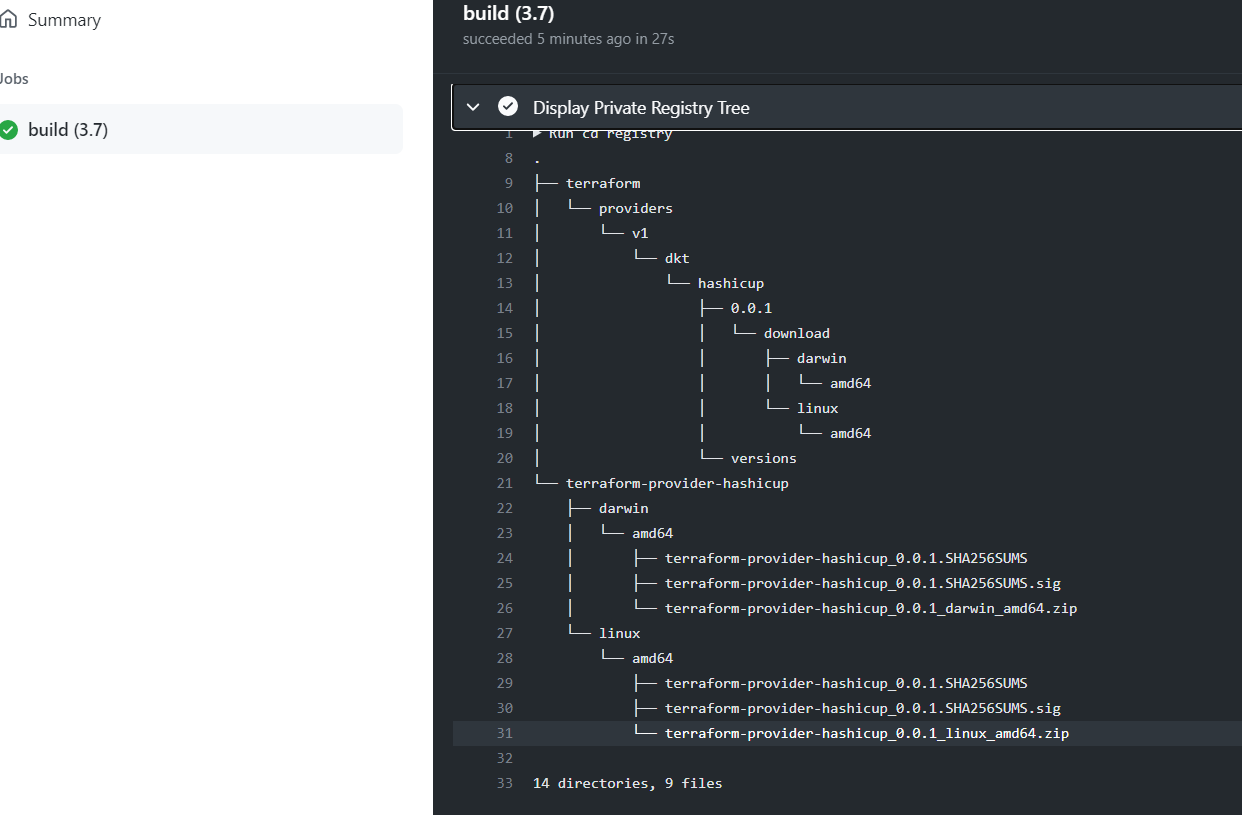 Summary
Jobs
build (3.7)
build (3.7)
succeeded 5 minutes ago in 27s
Display Private Registry Tree
1 ▶ Run cd registry
8 .
9 ├── terraform
10 │   └── providers
11 │       └── v1
12 │           └── dkt
13 │               └── hashicup
14 │                   ├── 0.0.1
15 │                   │   └── download
16 │                   │       ├── darwin
17 │                   │       │   └── amd64
18 │                   │       └── linux
19 │                   │           └── amd64
20 │                   └── versions
21 └── terraform-provider-hashicup
22     ├── darwin
23     │   └── amd64
24     │       ├── terraform-provider-hashicup_0.0.1.SHA256SUMS
25     │       ├── terraform-provider-hashicup_0.0.1.SHA256SUMS.sig
26     │       └── terraform-provider-hashicup_0.0.1_darwin_amd64.zip
27     └── linux
28         └── amd64
29             ├── terraform-provider-hashicup_0.0.1.SHA256SUMS
30             ├── terraform-provider-hashicup_0.0.1.SHA256SUMS.sig
31             └── terraform-provider-hashicup_0.0.1_linux_amd64.zip
32
33 14 directories, 9 files